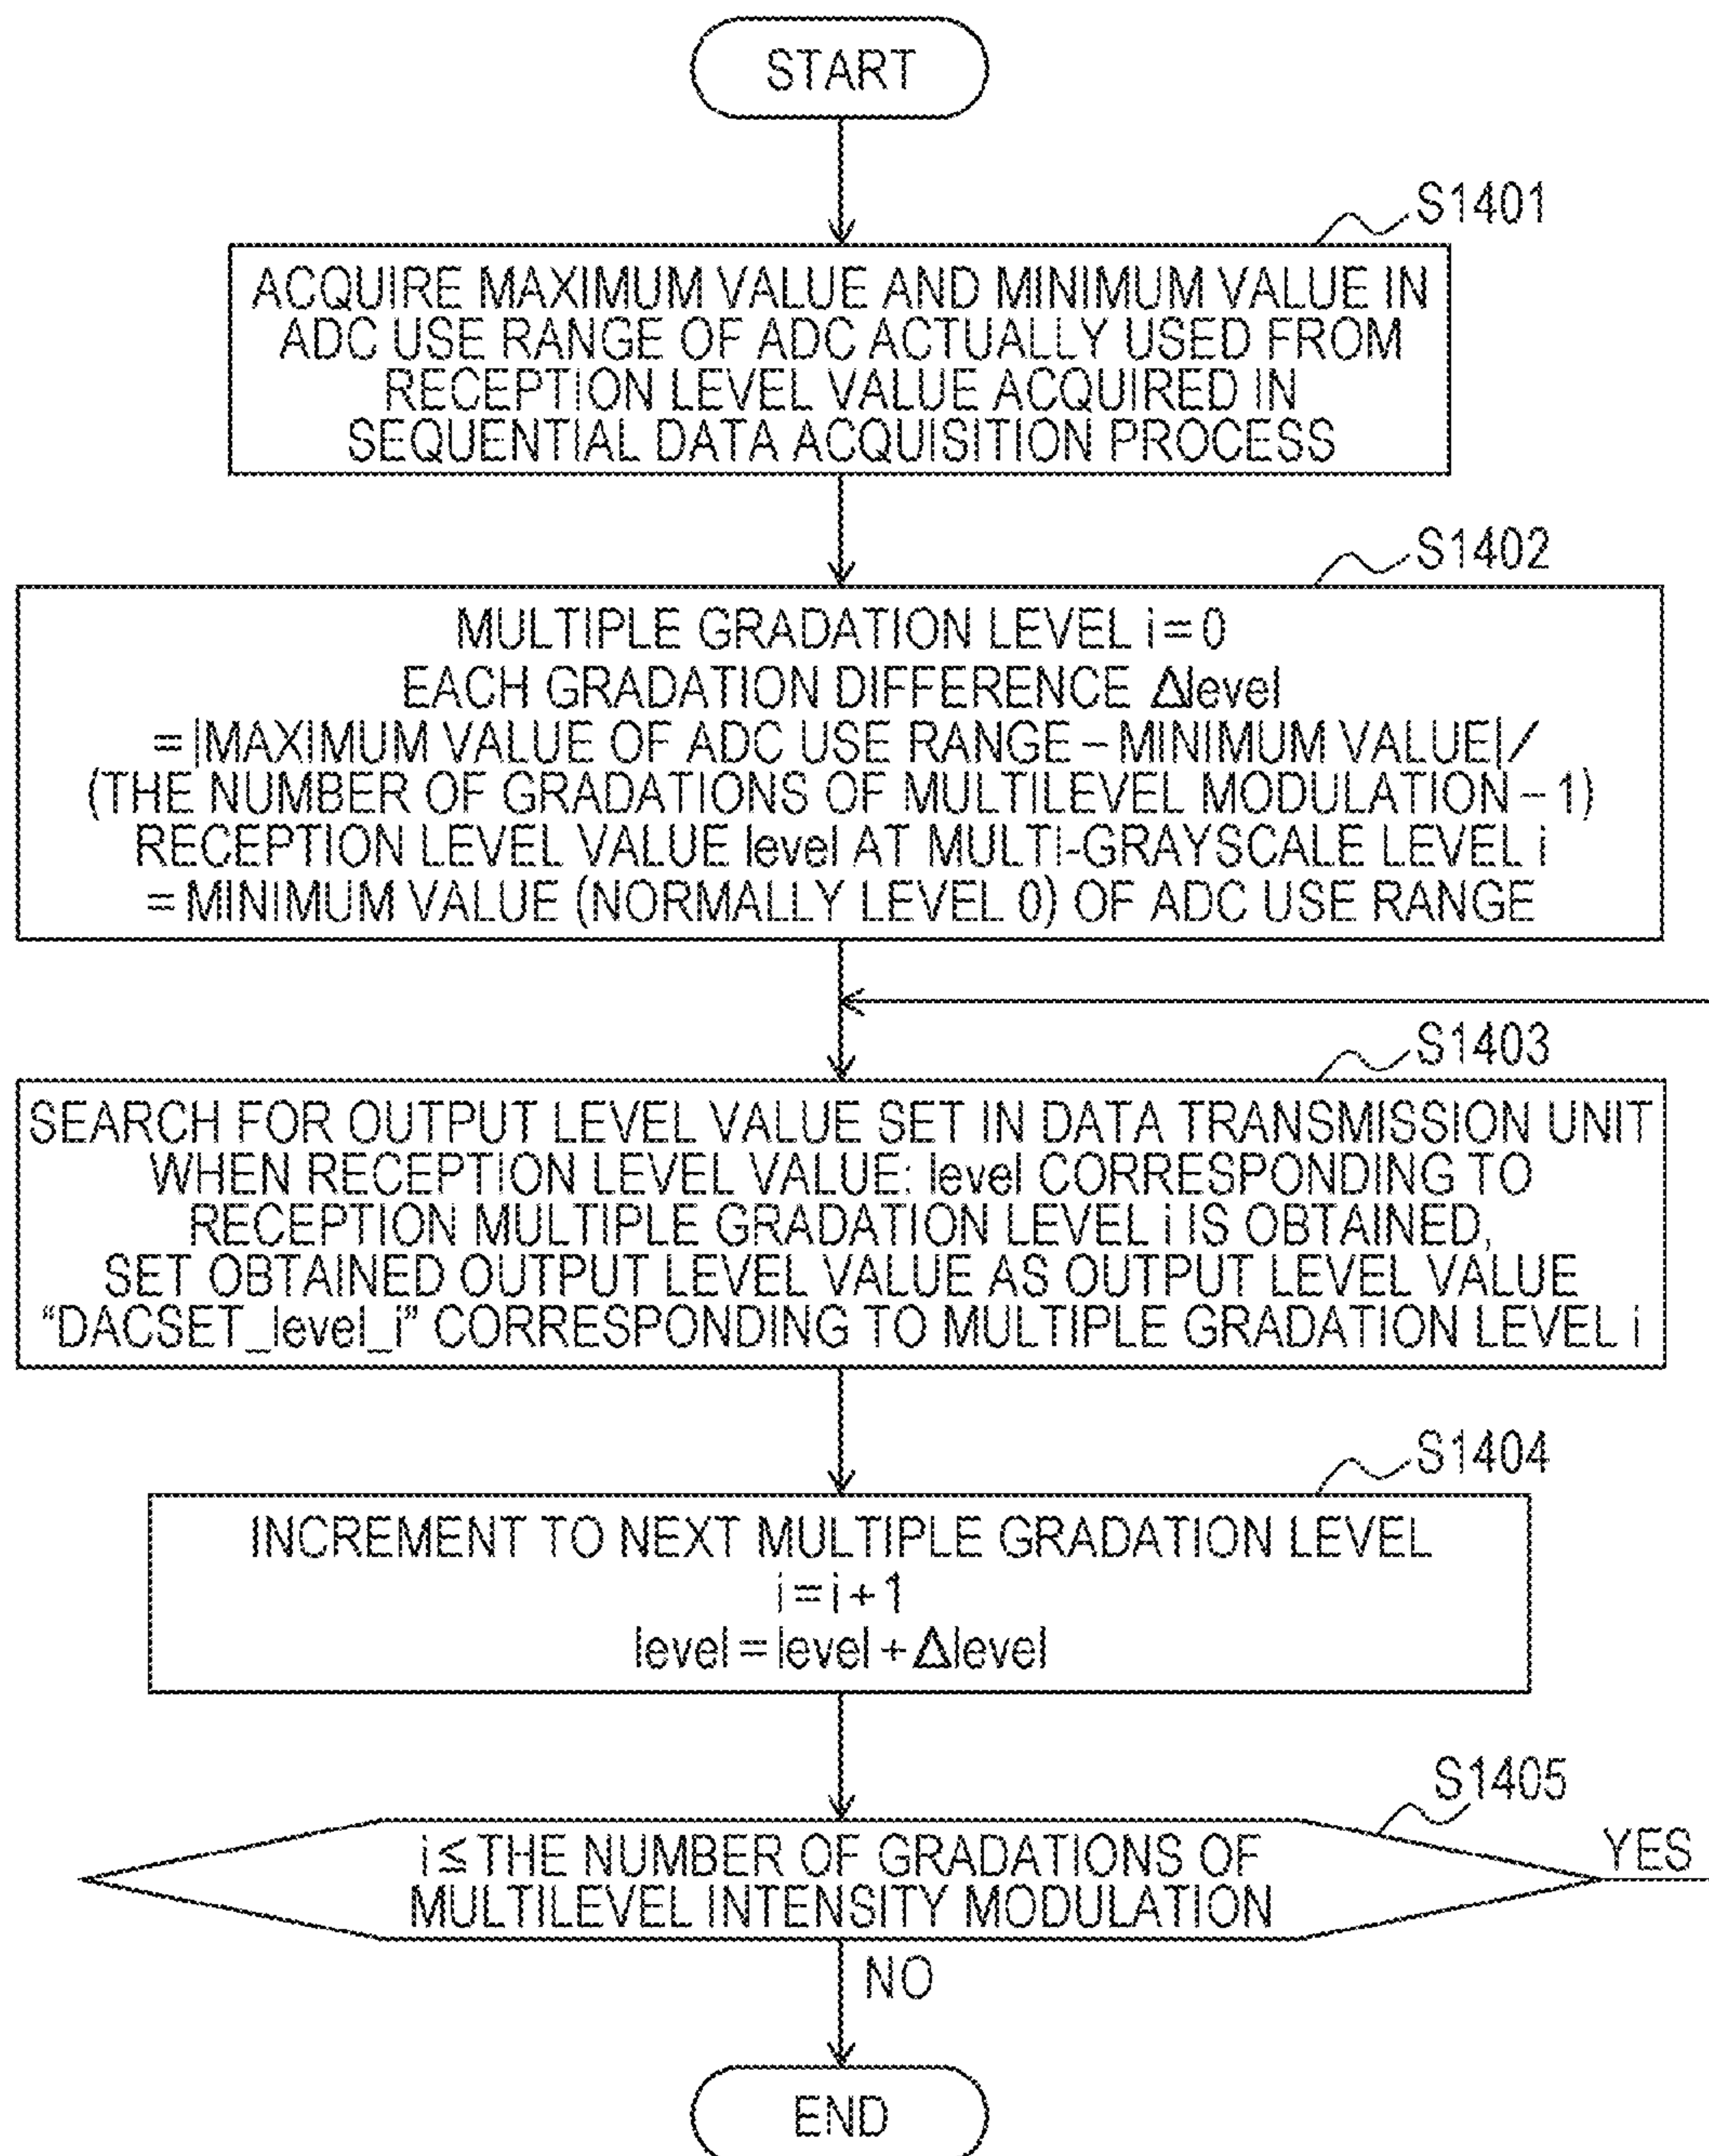 START
S1401
ACQUIRE MAXIMUM VALUE AND MINIMUM VALUE IN
ADC USE RANGE OF ADC ACTUALLY USED FROM
RECEPTION LEVEL VALUE ACQUIRED IN
SEQUENTIAL DATA ACQUISITION PROCESS
S1402
MULTIPLE GRADATION LEVEL i = 0
EACH GRADATION DIFFERENCE Δlevel
= |MAXIMUM VALUE OF ADC USE RANGE – MINIMUM VALUE| /
(THE NUMBER OF GRADATIONS OF MULTILEVEL MODULATION – 1)
RECEPTION LEVEL VALUE level AT MULTI-GRAYSCALE LEVEL i
= MINIMUM VALUE (NORMALLY LEVEL 0) OF ADC USE RANGE
S1403
SEARCH FOR OUTPUT LEVEL VALUE SET IN DATA TRANSMISSION UNIT
WHEN RECEPTION LEVEL VALUE: level CORRESPONDING TO
RECEPTION MULTIPLE GRADATION LEVEL i IS OBTAINED,
SET OBTAINED OUTPUT LEVEL VALUE AS OUTPUT LEVEL VALUE
“DACSET_level_i” CORRESPONDING TO MULTIPLE GRADATION LEVEL i
S1404
INCREMENT TO NEXT MULTIPLE GRADATION LEVEL
i = i + 1
level = level + Δlevel
S1405
i ≦ THE NUMBER OF GRADATIONS OF
MULTILEVEL INTENSITY MODULATION
YES
NO
END